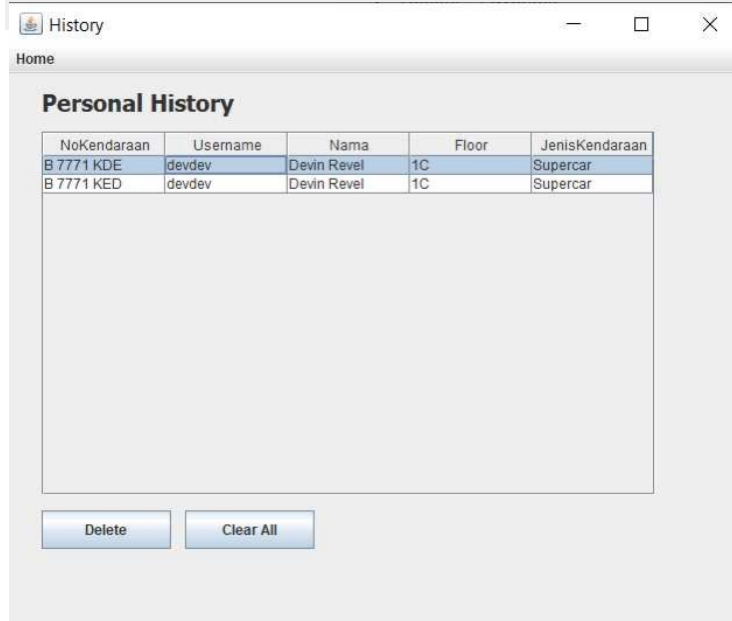 History
Home
Personal History
NoKendaraan Username Nama Floor JenisKendaraan
B 7771 KDE devdev Devin Revel 1C Supercar
B 7771 KED devdev Devin Revel 1C Supercar
Delete Clear All